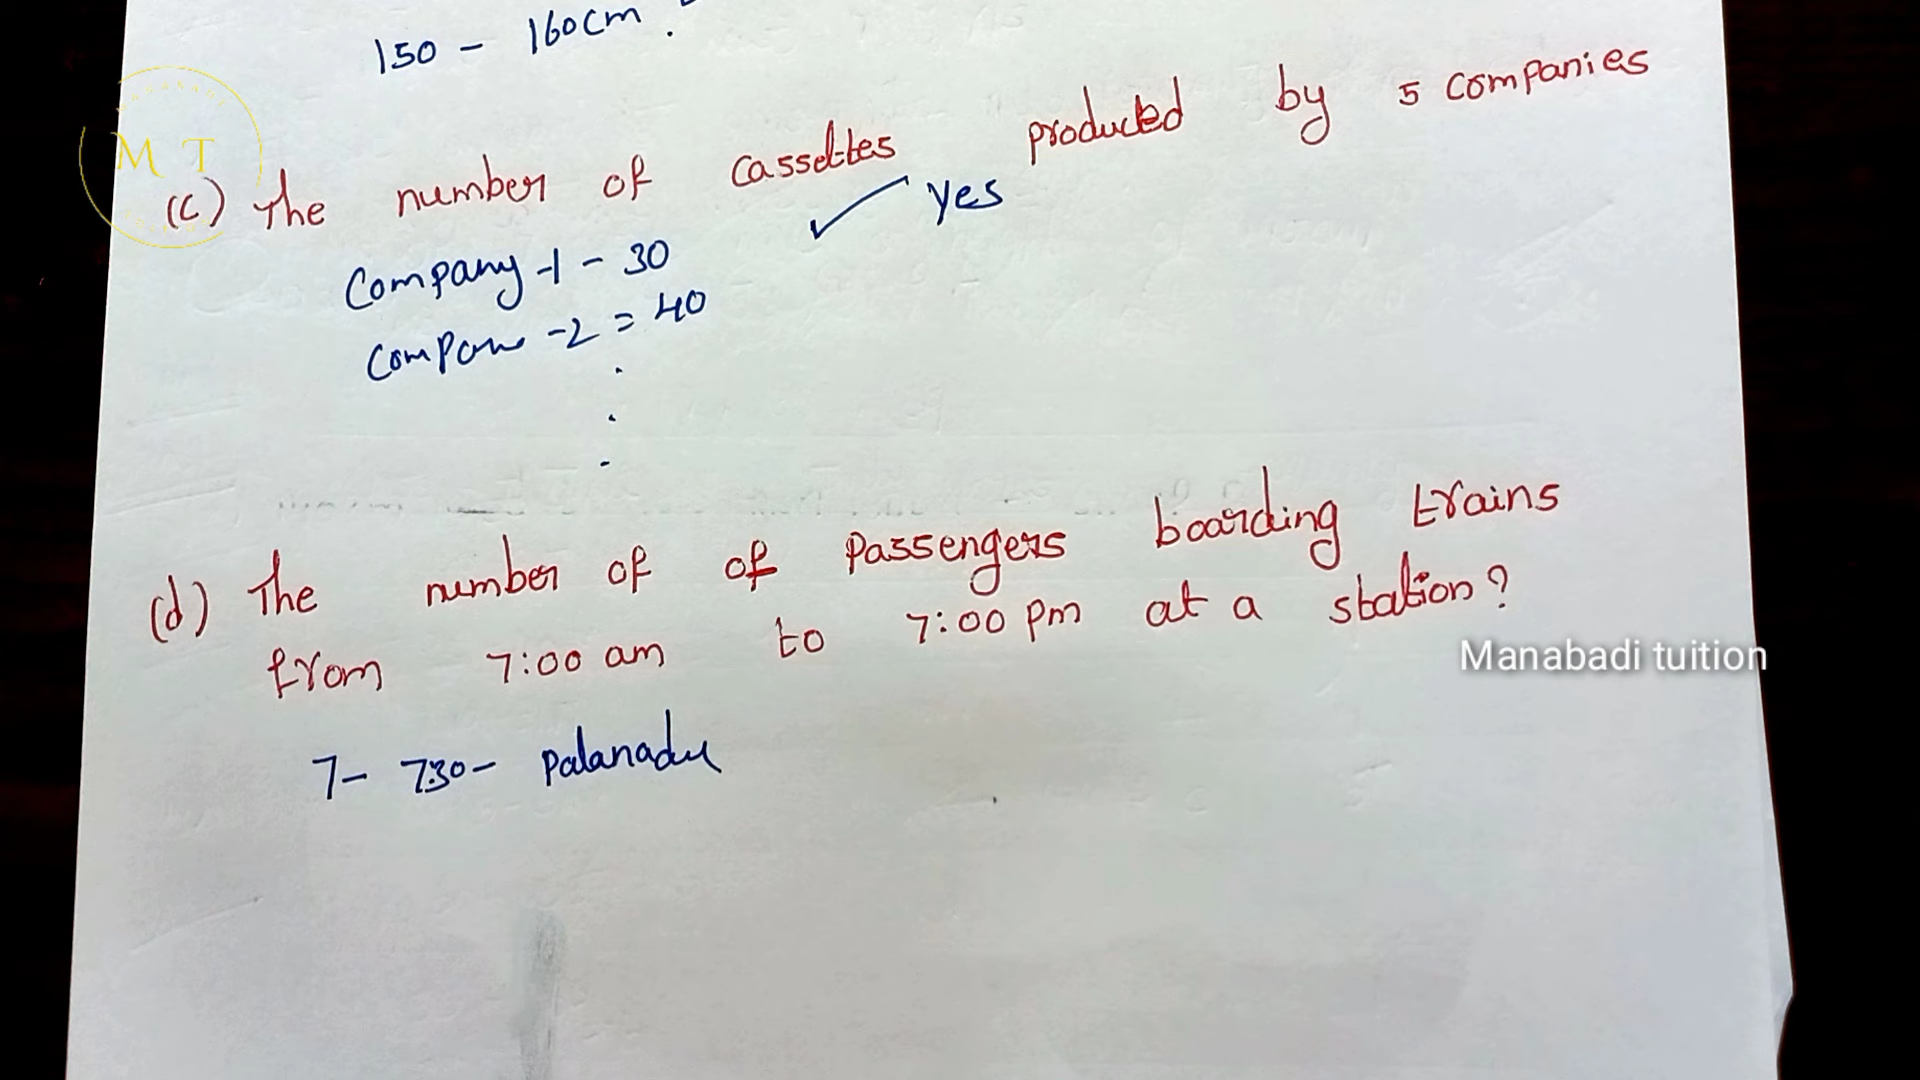 150 - 160cm.
M T
(c) The number of cassettes produced by 5 companies
yes
Company -1 - 30
-2 = 40
.
.
-
(d) The number of of Passengers boarding trains
from 7:00 am to 7:00 pm at a station?
Manabadi tuition
7- 7.30-